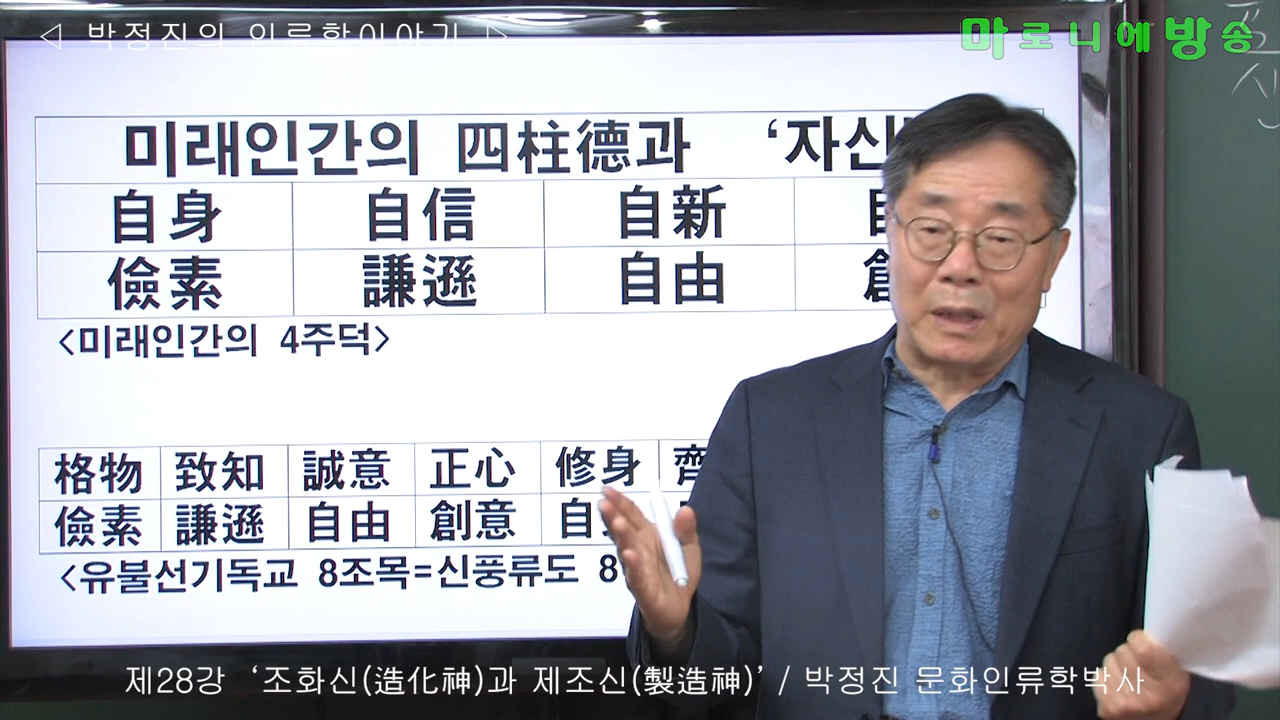 ◁ 박정진의 인류학이야기 ▷
마로니에방송
미래인간의 四柱德과 ‘자신
自身 自信 自新
儉素 謙遜 自由 創
<미래인간의 4주덕>
格物 致知 誠意 正心 修身 齊
儉素 謙遜 自由 創意 自
<유불선기독교 8조목=신풍류도 8
제28강 ‘조화신(造化神)과 제조신(製造神)’ / 박정진 문화인류학박사